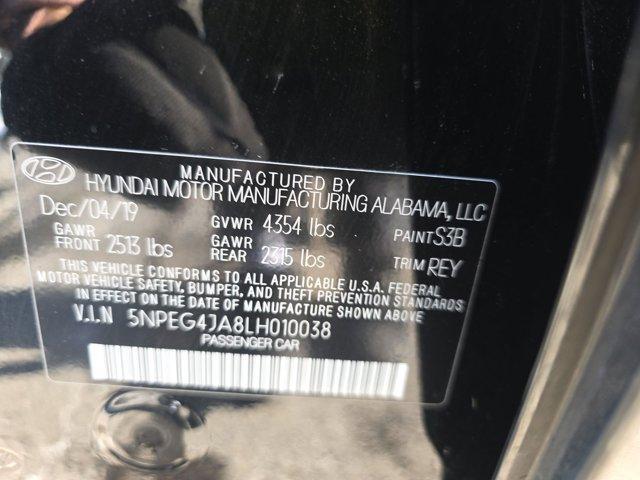 MANUFACTURED BY
HYUNDAI MOTOR MANUFACTURING ALABAMA, LLC
Dec/04/19 GVWR 4354 lbs PAINT S3B
GAWR FRONT 2513 lbs GAWR REAR 2315 lbs TRIM REY
THIS VEHICLE CONFORMS TO ALL APPLICABLE U.S.A. FEDERAL
MOTOR VEHICLE SAFETY, BUMPER, AND THEFT PREVENTION
STANDARDS IN EFFECT ON THE DATE OF MANUFACTURE SHOWN ABOVE
V.I.N 5NPEG4JA8LH010038
PASSENGER CAR